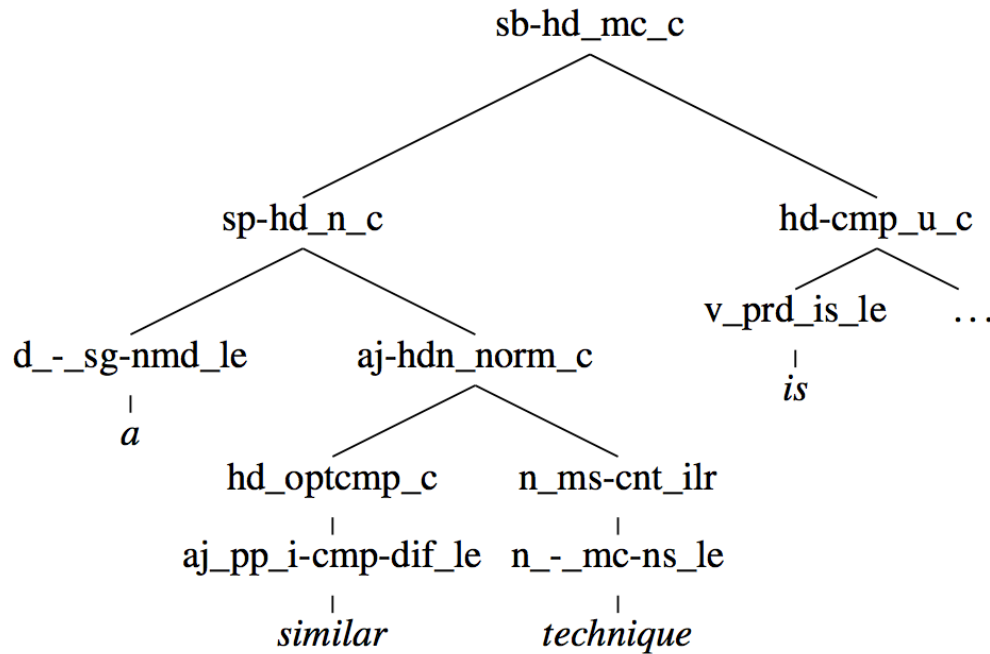 sb-hd_mc_c
sp-hd_n_c hd-cmp_u_c
v_prd_is_le ...
d_-_sg-nmd_le aj-hdn_norm_c
is
a
hd_optcmp_c n_ms-cnt_ilr
aj_pp_i-cmp-dif_le n_-_mc-ns_le
similar technique